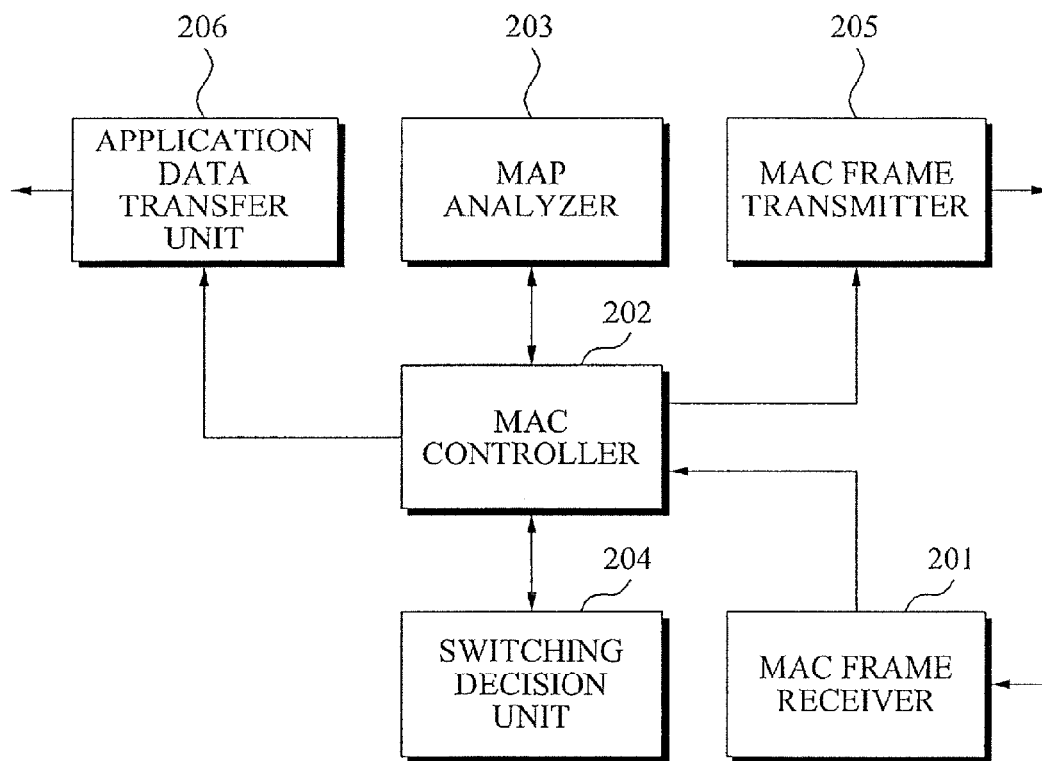 206
203
205
APPLICATION
DATA
TRANSFER
UNIT
MAP
ANALYZER
MAC FRAME
TRANSMITTER
202
MAC
CONTROLLER
204
201
SWITCHING
DECISION
UNIT
MAC FRAME
RECEIVER